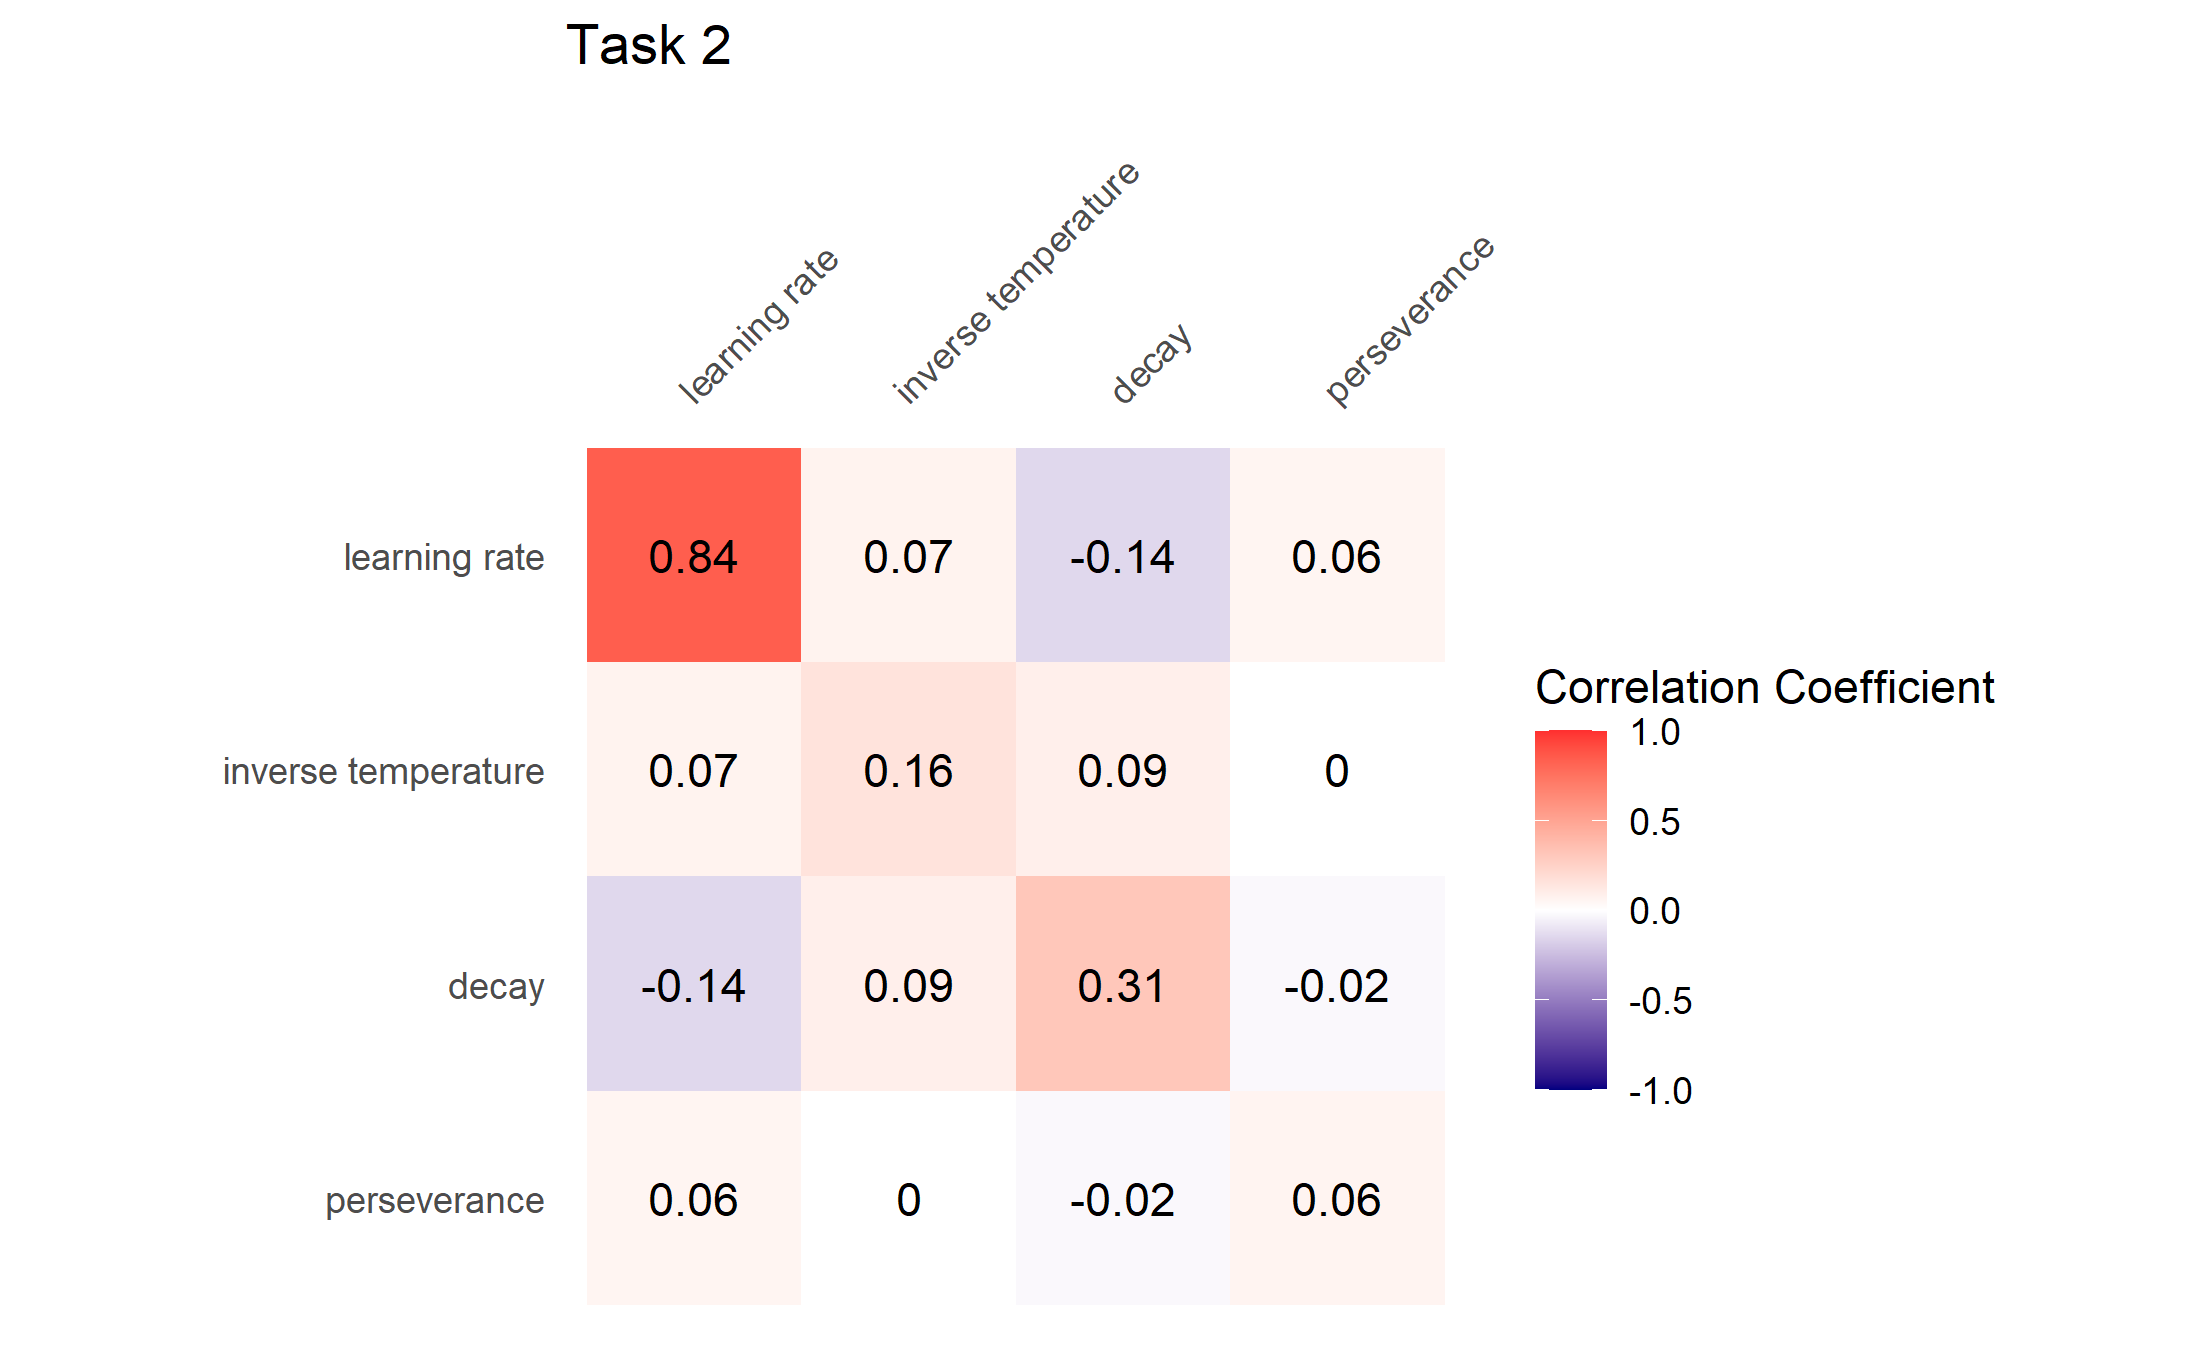 Task 2
learning rate
inverse temperature
decay
perseverance
learning rate
0.84
0.07
-0.14
0.06
inverse temperature
0.07
0.16
0.09
0
decay
-0.14
0.09
0.31
-0.02
perseverance
0.06
0
-0.02
0.06
Correlation Coefficient
1.0
0.5
0.0
-0.5
-1.0